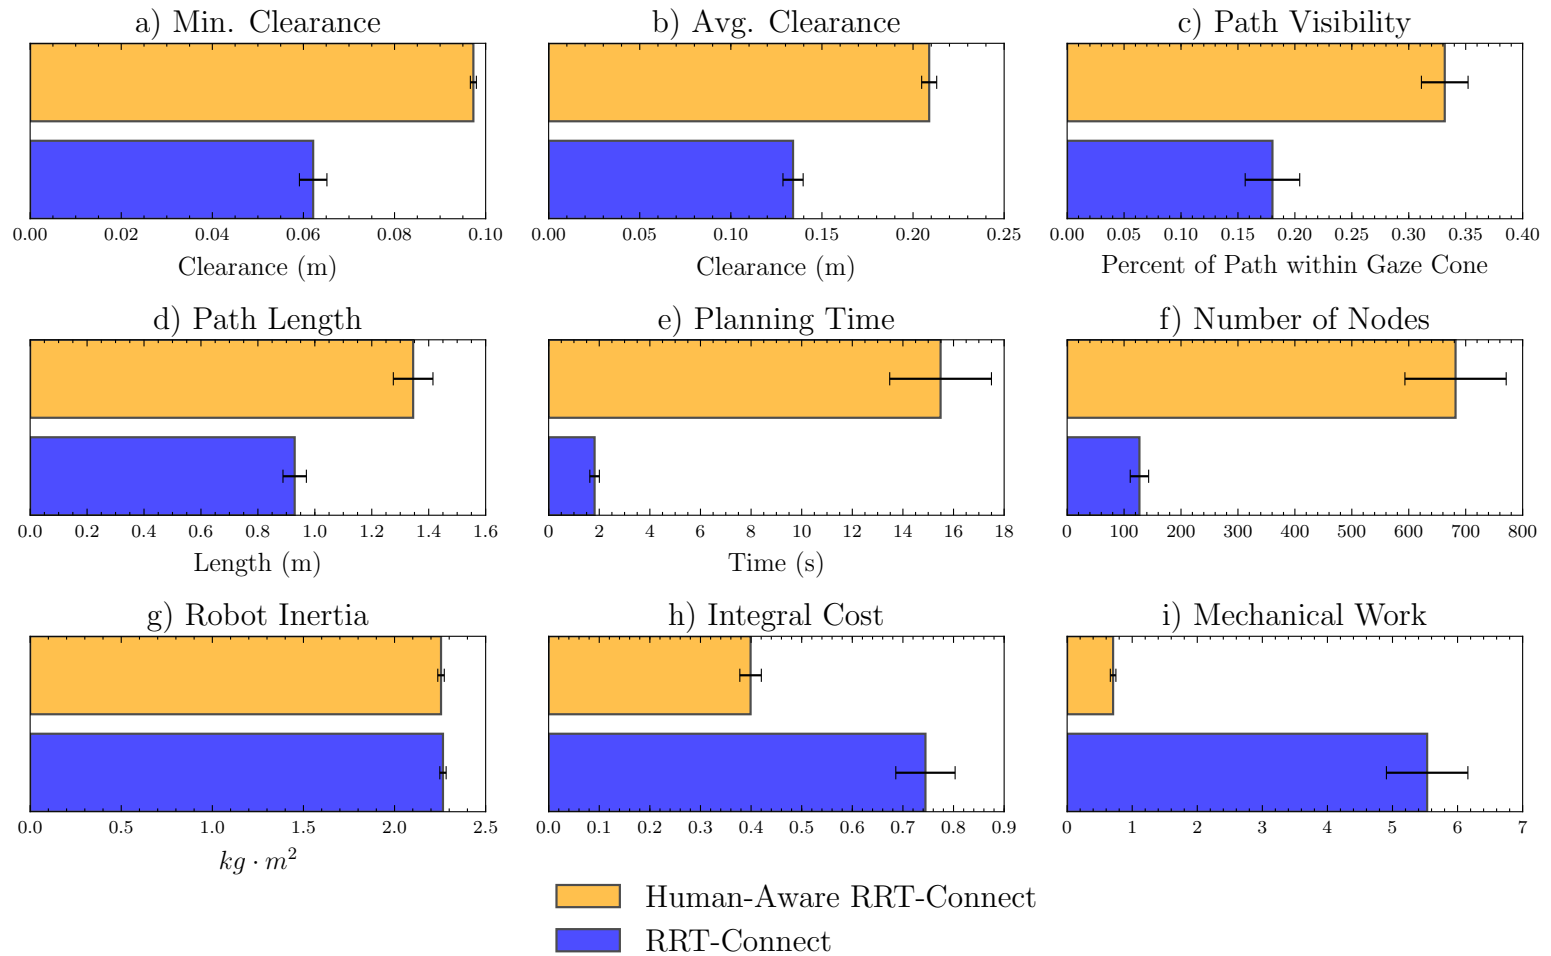 a) Min. Clearance
b) Avg. Clearance
c) Path Visibility
0.00 0.02 0.04 0.06 0.08 0.10
0.00 0.05 0.10 0.15 0.20 0.25
0.00 0.05 0.10 0.15 0.20 0.25 0.30 0.35 0.40
Clearance (m)
Clearance (m)
Percent of Path within Gaze Cone
d) Path Length
e) Planning Time
f) Number of Nodes
0.0 0.2 0.4 0.6 0.8 1.0 1.2 1.4 1.6
0 2 4 6 8 10 12 14 16 18
0 100 200 300 400 500 600 700 800
Length (m)
Time (s)
g) Robot Inertia
h) Integral Cost
i) Mechanical Work
0.0 0.5 1.0 1.5 2.0 2.5
0.0 0.1 0.2 0.3 0.4 0.5 0.6 0.7 0.8 0.9
0 1 2 3 4 5 6 7
kg · m²
Human-Aware RRT-Connect
RRT-Connect